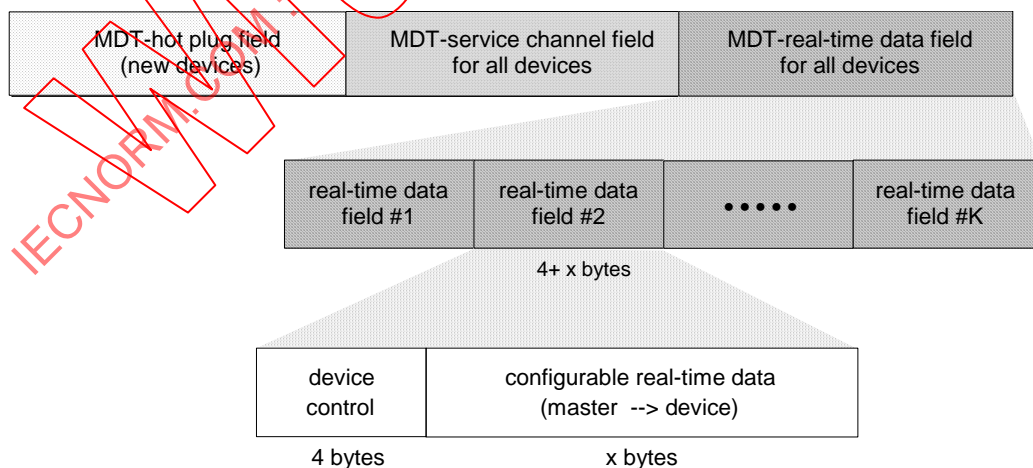 MDT-hot plug field
(new devices)
MDT-service channel field
for all devices
MDT-real-time data field
for all devices
real-time data
field #1
real-time data
field #2
•••••
real-time data
field #K
4+ x bytes
device
control
configurable real-time data
(master --> device)
4 bytes
x bytes
IECNORM.COM